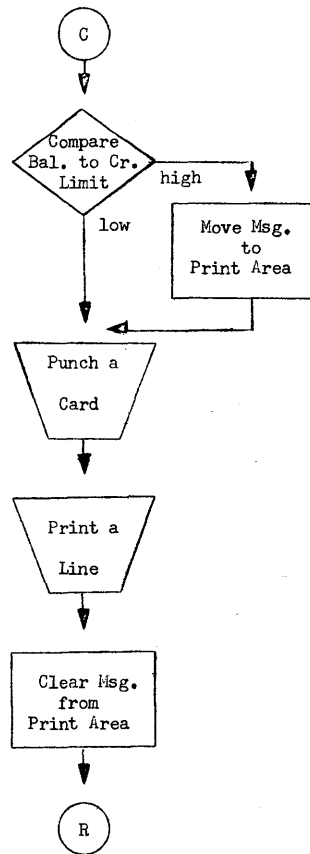 C
Compare
Bal. to Cr.
Limit
high
low
Move Msg.
to
Print Area
Punch a
Card
Print a
Line
Clear Msg.
from
Print Area
R